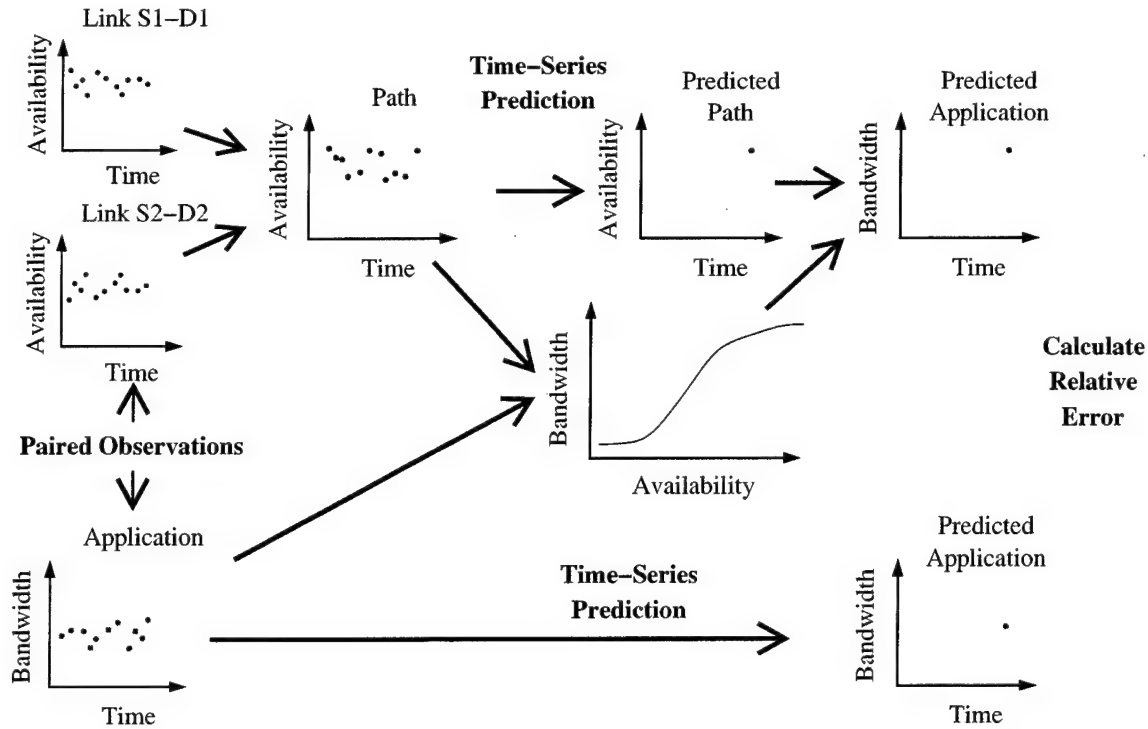 Link S1–D1
Availability
Time
Link S2–D2
Availability
Time
Paired Observations
Application
Bandwidth
Time
Path
Availability
Time
Time–Series
Prediction
Predicted
Path
Availability
Time
Predicted
Application
Bandwidth
Time
Bandwidth
Availability
Calculate
Relative
Error
Time–Series
Prediction
Predicted
Application
Bandwidth
Time